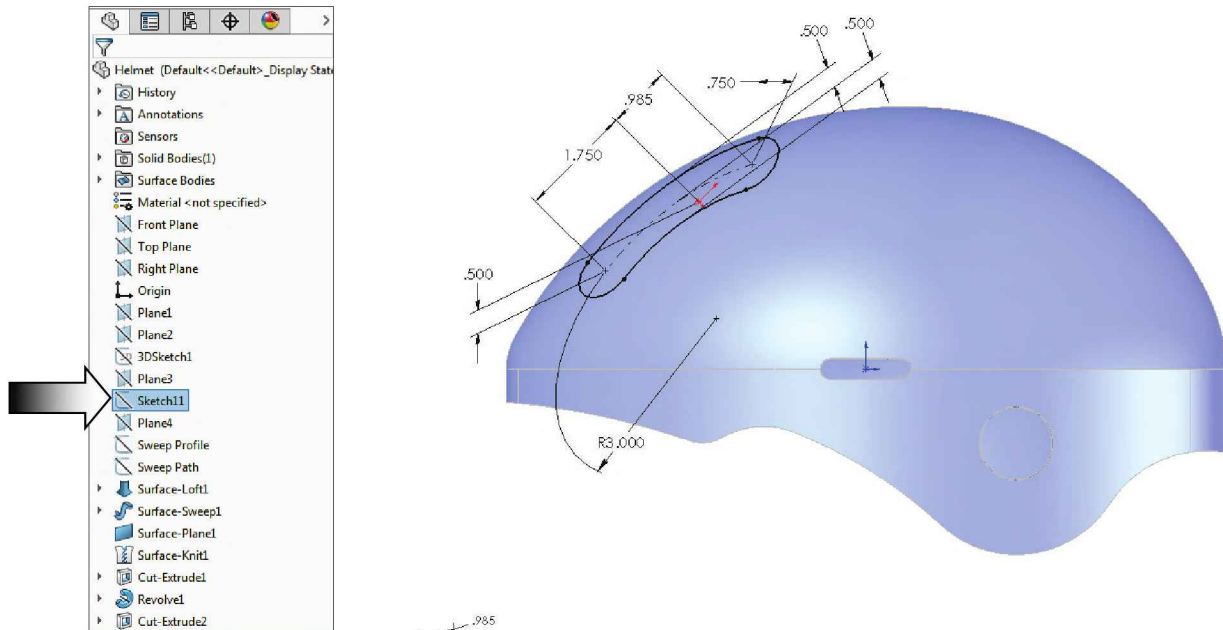 Helmet (Default<<Default>_Display State
History
Annotations
Sensors
Solid Bodies(1)
Surface Bodies
Material <not specified>
Front Plane
Top Plane
Right Plane
Origin
Plane1
Plane2
3DSketch1
Plane3
Sketch11
Plane4
Sweep Profile
Sweep Path
Surface-Loft1
Surface-Sweep1
Surface-Plane1
Surface-Knit1
Cut-Extrude1
Revolve1
Cut-Extrude2
.500
.500
.750
.985
1.750
.500
R3.000
.985